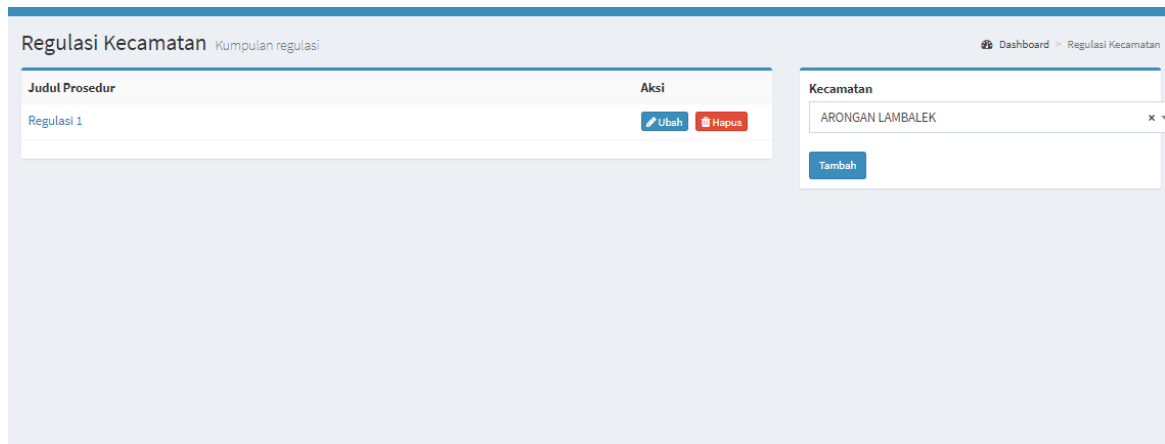 Regulasi Kecamatan Kumpulan regulasi
Dashboard > Regulasi Kecamatan
Judul Prosedur Aksi
Regulasi 1 Ubah Hapus
Kecamatan
ARONGAN LAMBALEK
Tambah